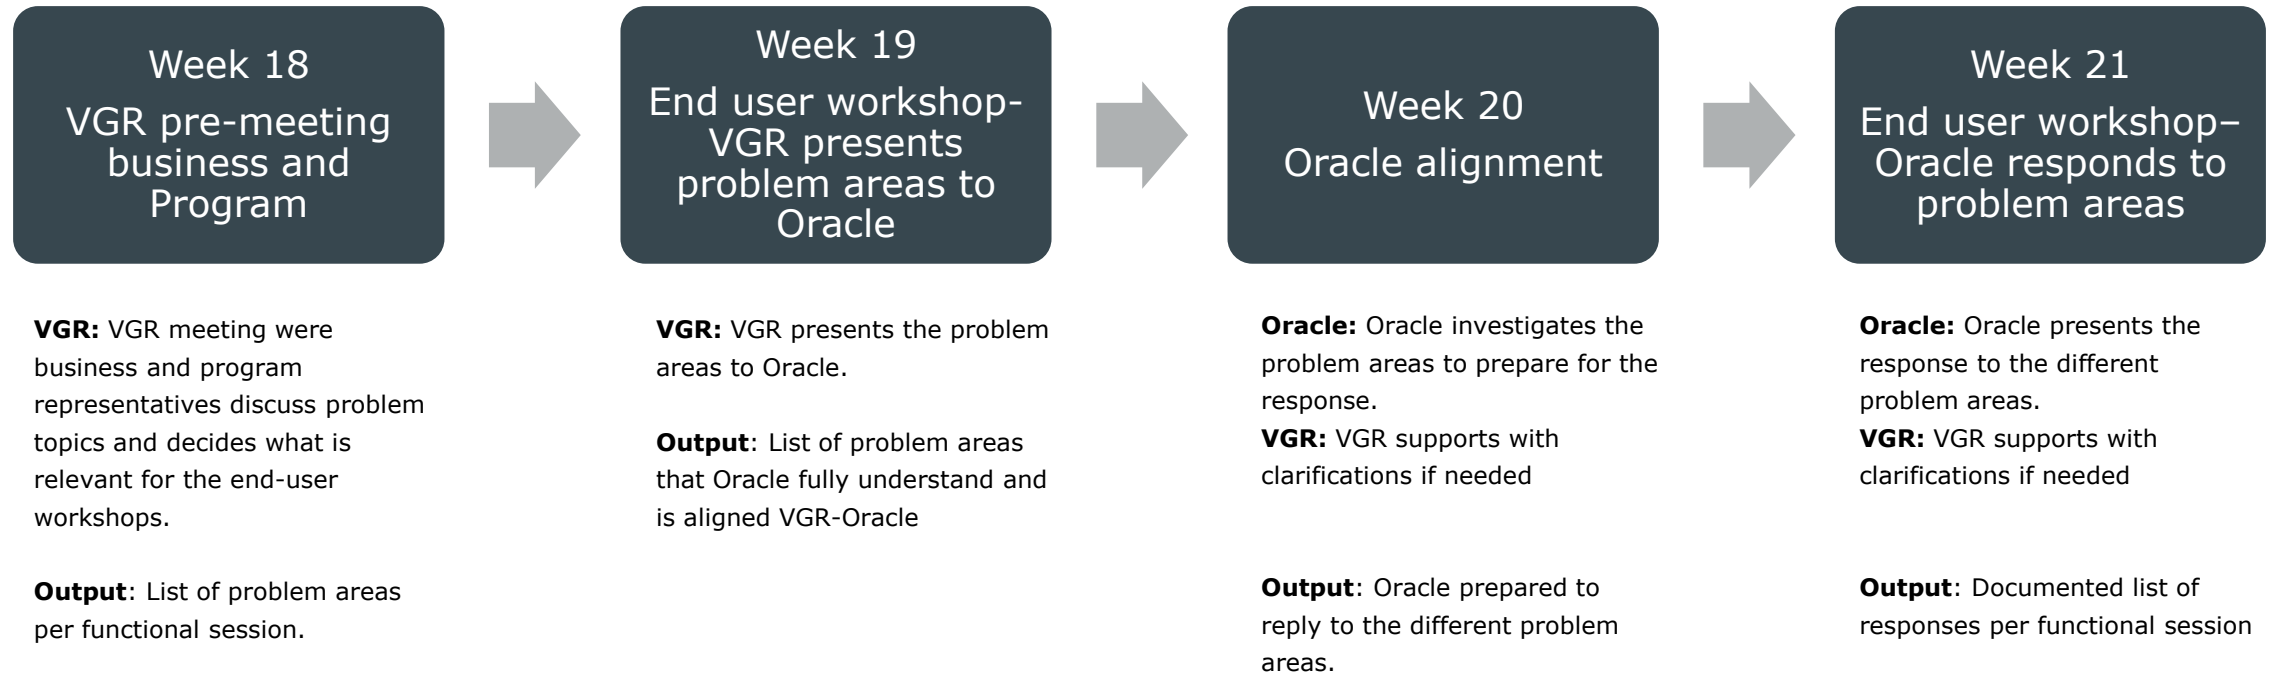 Week 18
VGR pre-meeting
business and
Program
Week 19
End user workshop-
VGR presents
problem areas to
Oracle
Week 20
Oracle alignment
Week 21
End user workshop–
Oracle responds to
problem areas
VGR: VGR meeting were
business and program
representatives discuss problem
topics and decides what is
relevant for the end-user
workshops.
Output: List of problem areas
per functional session.
VGR: VGR presents the problem
areas to Oracle.
Output: List of problem areas
that Oracle fully understand and
is aligned VGR-Oracle
Oracle: Oracle investigates the
problem areas to prepare for the
response.
VGR: VGR supports with
clarifications if needed
Output: Oracle prepared to
reply to the different problem
areas.
Oracle: Oracle presents the
response to the different
problem areas.
VGR: VGR supports with
clarifications if needed
Output: Documented list of
responses per functional session